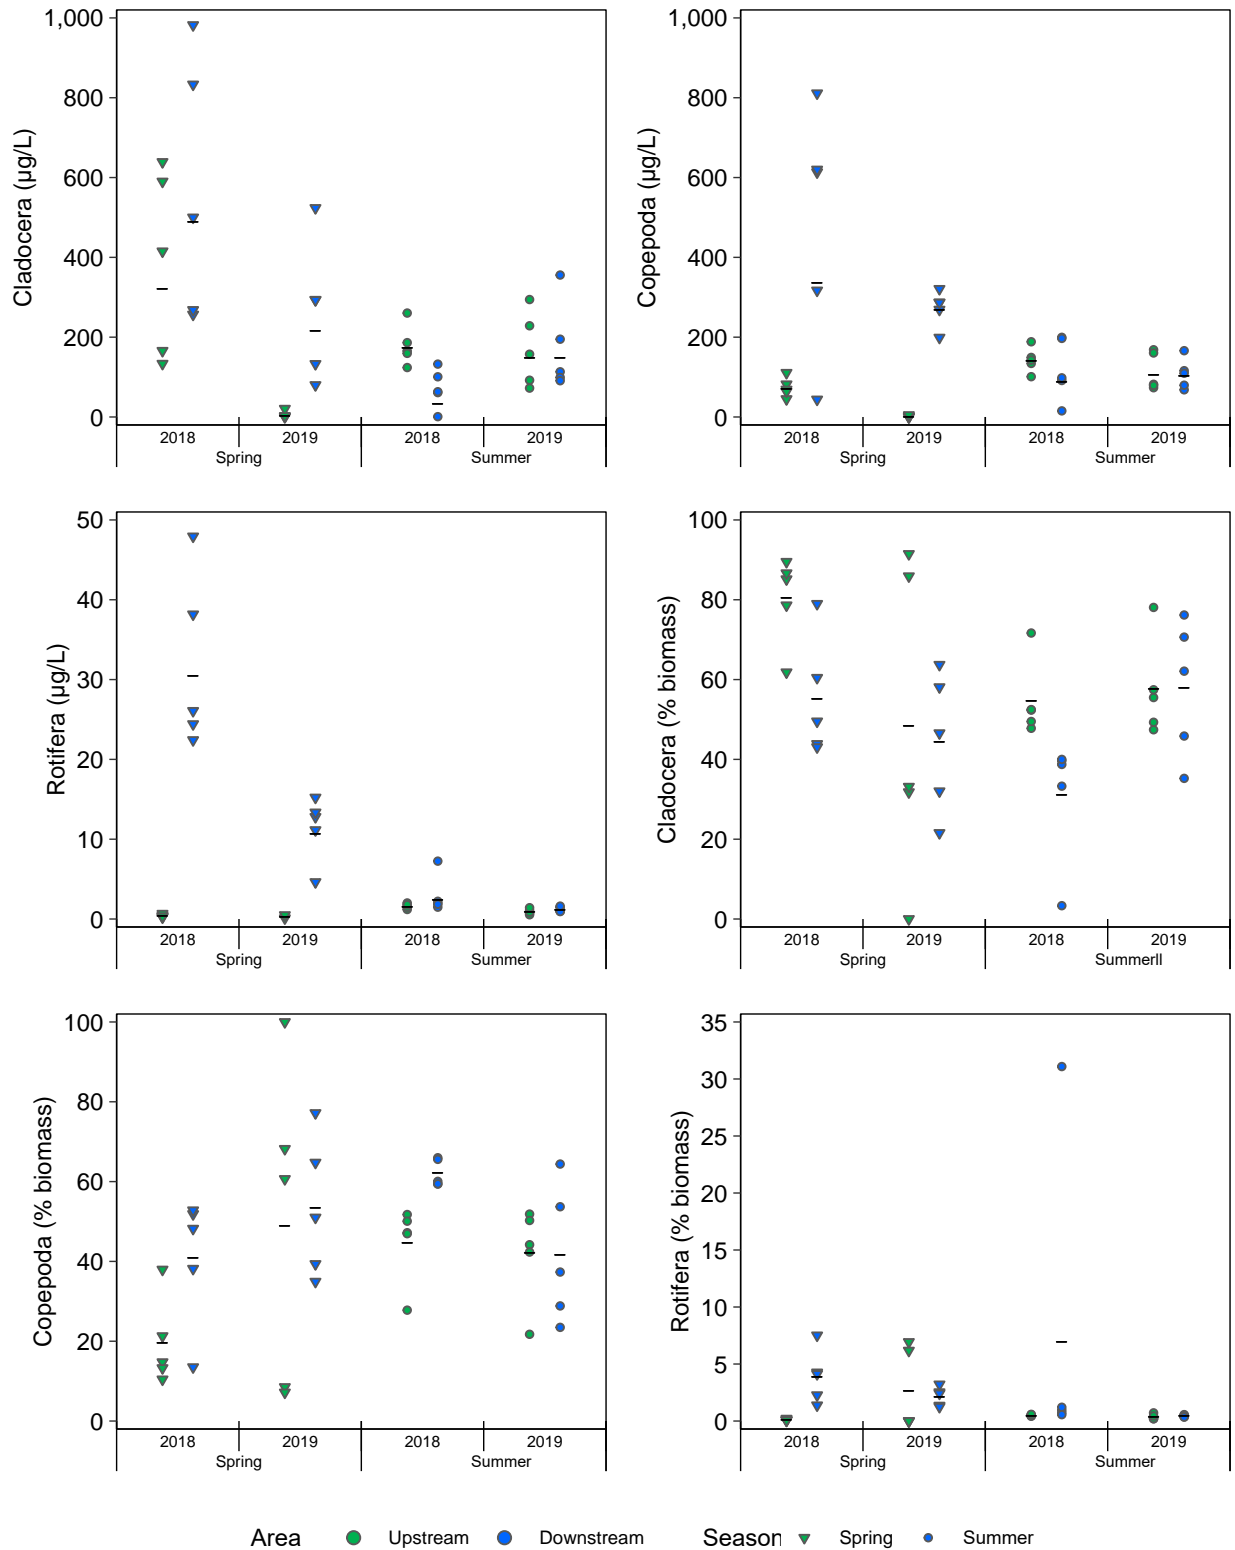 1,000
800
600
400
200
0
Cladocera (µg/L)
2018 2019 2018 2019
Spring Summer
1,000
800
600
400
200
0
Copepoda (µg/L)
2018 2019 2018 2019
Spring Summer
50
40
30
20
10
0
Rotifera (µg/L)
2018 2019 2018 2019
Spring Summer
100
80
60
40
20
0
Cladocera (% biomass)
2018 2019 2018 2019
Spring Summerll
100
80
60
40
20
0
Copepoda (% biomass)
2018 2019 2018 2019
Spring Summer
35
30
25
20
15
10
5
0
Rotifera (% biomass)
2018 2019 2018 2019
Spring Summer
Area Upstream Downstream Season Spring Summer